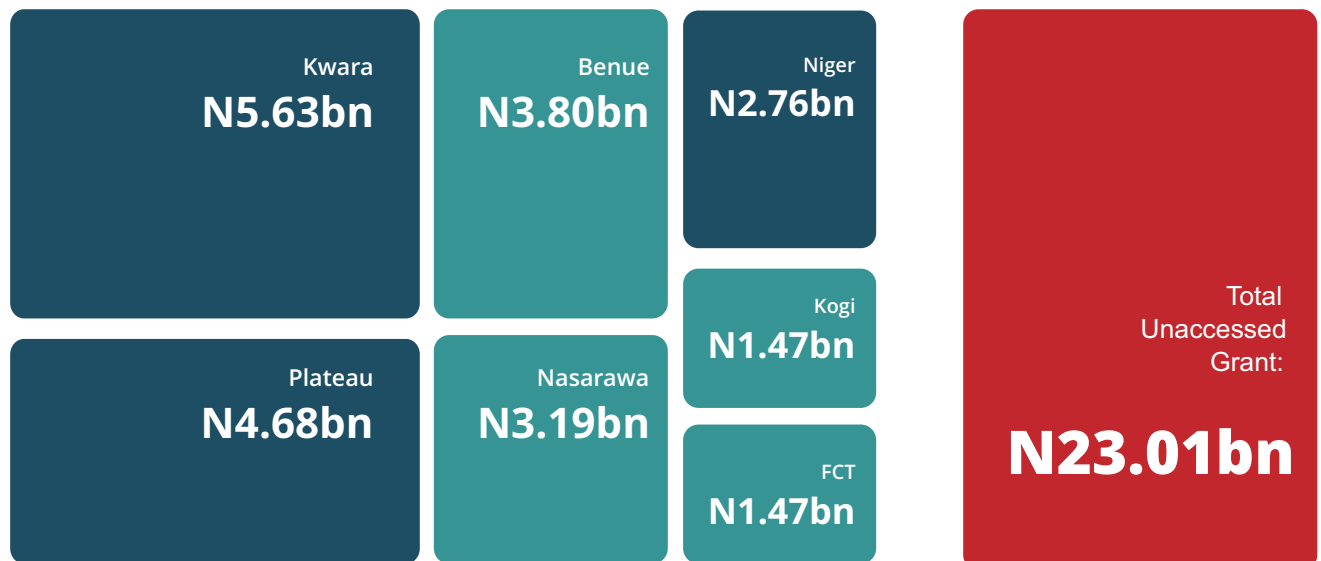 Kwara
N5.63bn
Plateau
N4.68bn
Benue
N3.80bn
Nasarawa
N3.19bn
Niger
N2.76bn
Kogi
N1.47bn
FCT
N1.47bn
Total
Unaccessed
Grant:
N23.01bn